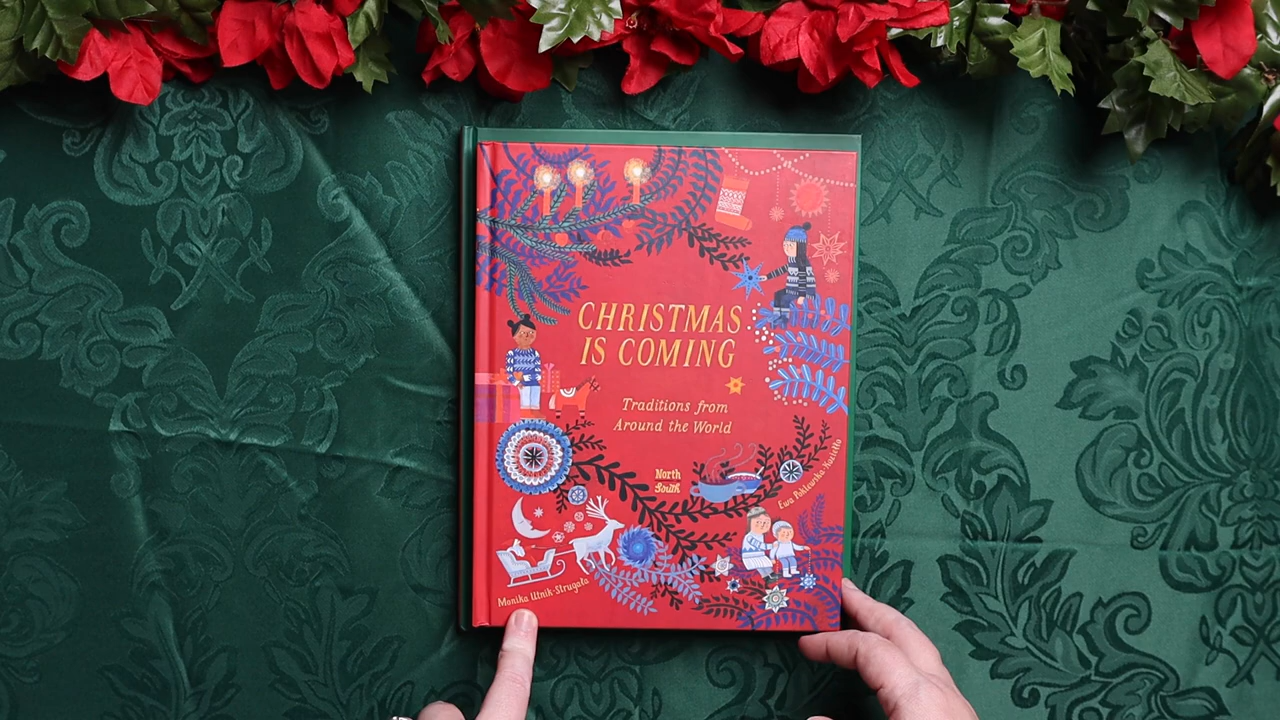 CHRISTMAS
IS COMING
Traditions from
Around the World
North
South
Ewa Poklewska-Koziełło
Monika Utnik-Strugała